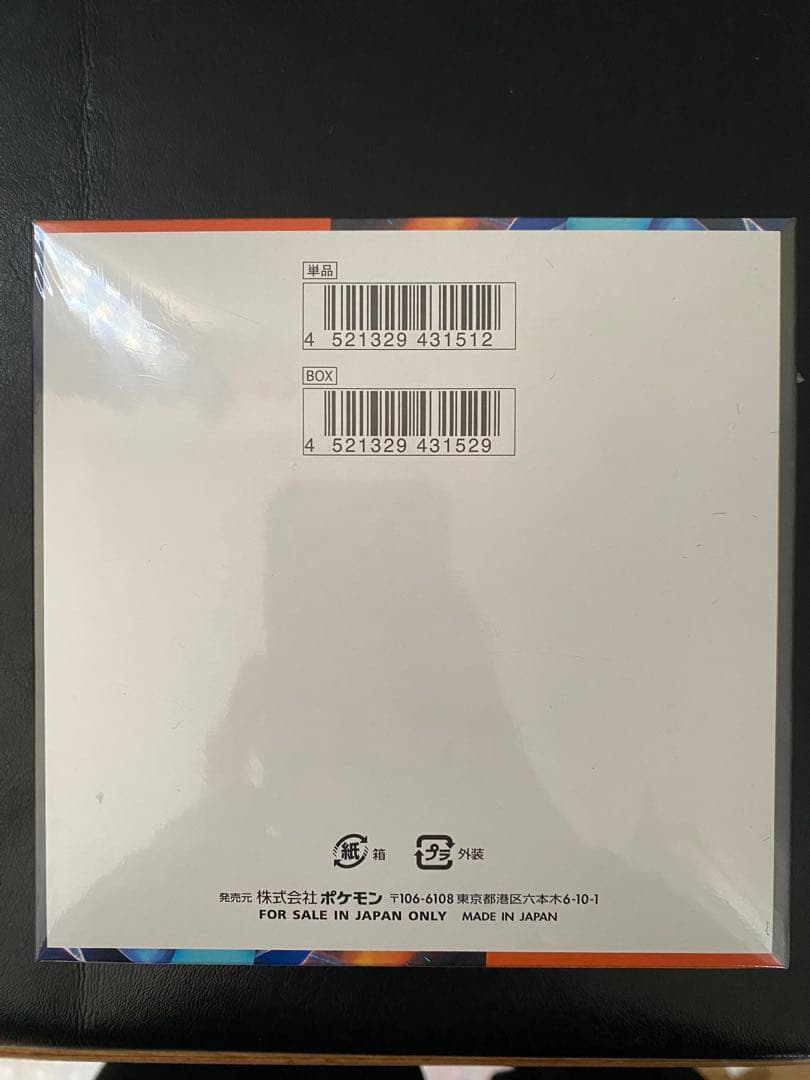 単品
4 521329 431512
BOX
4 521329 431529
紙 箱 プラ 外装
発売元 株式会社 ポケモン 〒106-6108 東京都港区六本木6-10-1
FOR SALE IN JAPAN ONLY MADE IN JAPAN